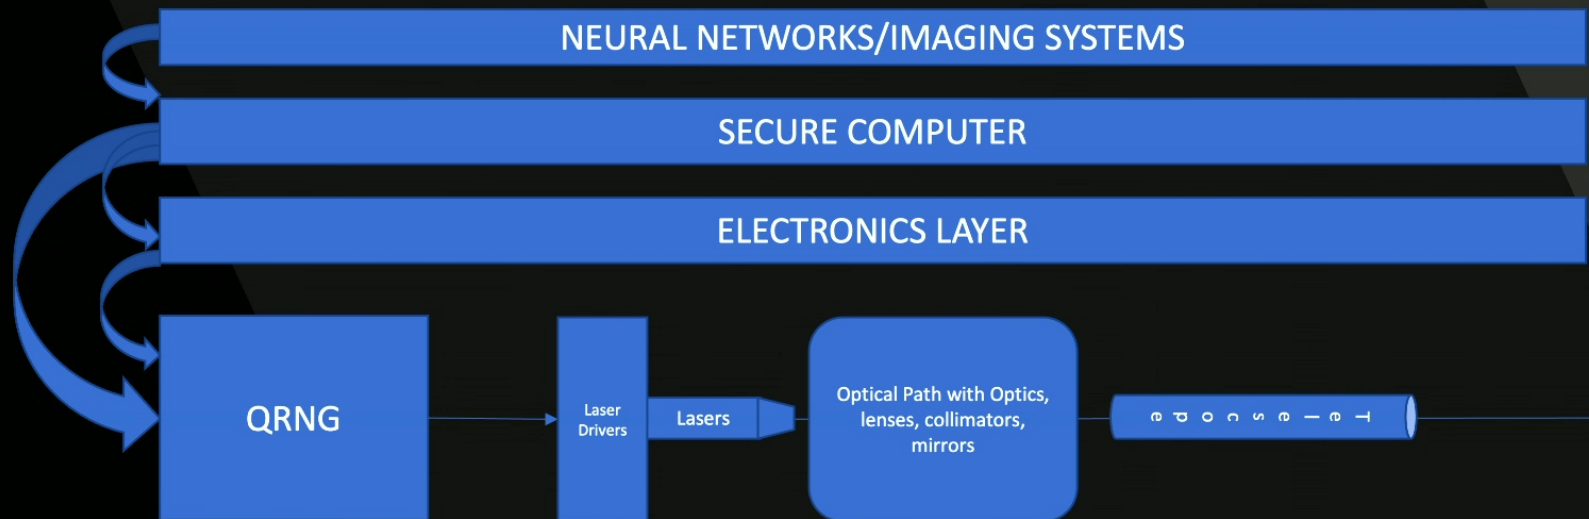 NEURAL NETWORKS/IMAGING SYSTEMS
SECURE COMPUTER
ELECTRONICS LAYER
QRNG
Laser
Drivers
Lasers
Optical Path with Optics,
lenses, collimators,
mirrors
Telescope